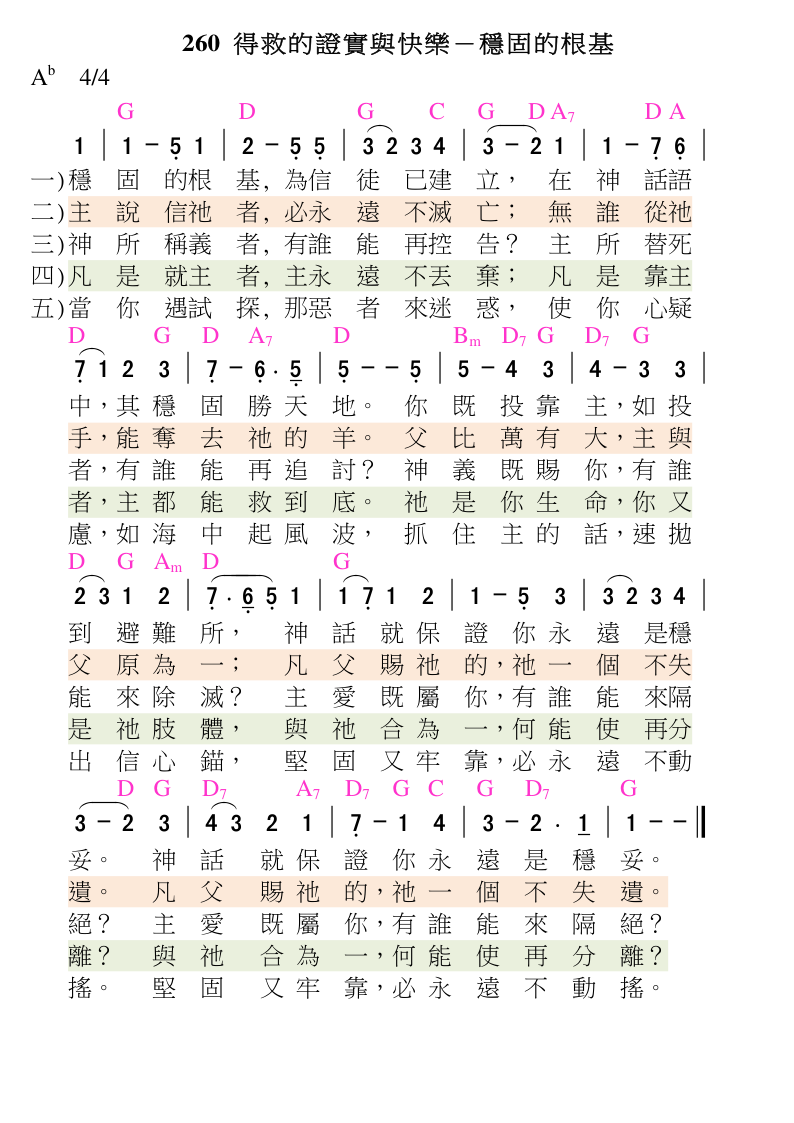 260 得救的證實與快樂－穩固的根基
Ab 4/4
G D G C G D A7 D A
1 | 1 － 5 1 | 2 － 5 5 | 3 2 3 4 | 3 － 2 1 | 1 － 7 6 |
一)穩 固 的根 基, 為信 徒 已建 立， 在 神 話語
二)主 說 信祂 者, 必永 遠 不滅 亡； 無 誰 從祂
三)神 所 稱義 者, 有誰 能 再控 告？ 主 所 替死
四)凡 是 就主 者, 主永 遠 不丟 棄； 凡 是 靠主
五)當 你 遇試 探, 那惡 者 來迷 惑， 使 你 心疑
D G D A7 D Bm D7 G D7 G
7 1 2 3 | 7 － 6 . 5 | 5 － － 5 | 5 － 4 3 | 4 － 3 3 |
中，其 穩 固 勝 天 地。 你 既 投 靠 主，如 投
手，能 奪 去 祂 的 羊。 父 比 萬 有 大，主 與
者，有 誰 能 再 追 討？ 神 義 既 賜 你，有 誰
者，主 都 能 救 到 底。 祂 是 你 生 命，你 又
慮，如 海 中 起 風 波， 抓 住 主 的 話，速 拋
D G Am D G
2 3 1 2 | 7 . 6 5 1 | 1 7 1 2 | 1 － 5 3 | 3 2 3 4 |
到 避 難 所， 神 話 就 保 證 你 永 遠 是穩
父 原 為 一； 凡 父 賜 祂 的，祂 一 個 不失
能 來 除 滅？ 主 愛 既 屬 你，有 誰 能 來隔
是 祂 肢 體， 與 祂 合 為 一，何 能 使 再分
出 信 心 錨， 堅 固 又 牢 靠，必 永 遠 不動
D G D7 A7 D7 G C G D7 G
3 － 2 3 | 4 3 2 1 | 7 － 1 4 | 3 － 2 . 1 | 1 － － ‖
妥。 神 話 就 保 證 你 永 遠 是 穩 妥。
遺。 凡 父 賜 祂 的，祂 一 個 不 失 遺。
絕？ 主 愛 既 屬 你，有 誰 能 來 隔 絕？
離？ 與 祂 合 為 一，何 能 使 再 分 離？
搖。 堅 固 又 牢 靠，必 永 遠 不 動 搖。